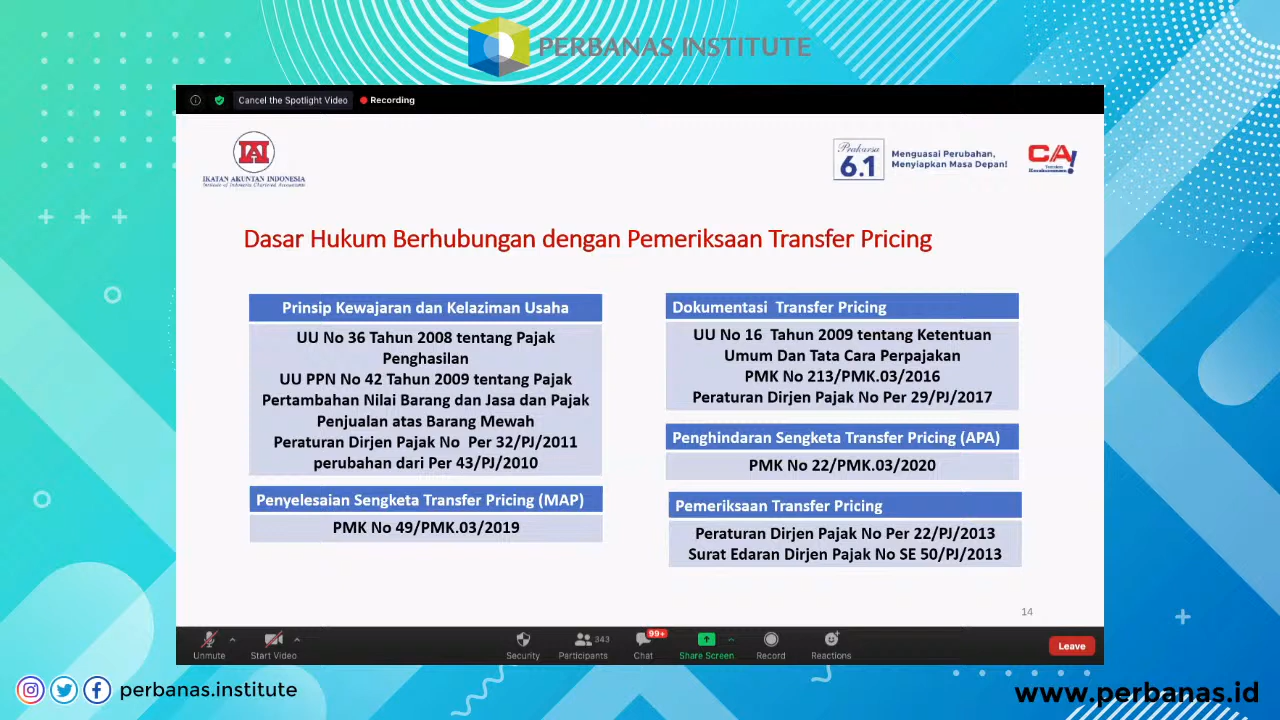 PERBANAS INSTITUTE
Cancel the Spotlight Video
Recording
IAI
IKATAN AKUNTAN INDONESIA
Institute of Indonesia Chartered Accountants
Prakarsa
6.1
Menguasai Perubahan,
Menyiapkan Masa Depan!
CA!
Dasar Hukum Berhubungan dengan Pemeriksaan Transfer Pricing
Prinsip Kewajaran dan Kelaziman Usaha
UU No 36 Tahun 2008 tentang Pajak
Penghasilan
UU PPN No 42 Tahun 2009 tentang Pajak
Pertambahan Nilai Barang dan Jasa dan Pajak
Penjualan atas Barang Mewah
Peraturan Dirjen Pajak No Per 32/PJ/2011
perubahan dari Per 43/PJ/2010
Penyelesaian Sengketa Transfer Pricing (MAP)
PMK No 49/PMK.03/2019
Dokumentasi Transfer Pricing
UU No 16 Tahun 2009 tentang Ketentuan
Umum Dan Tata Cara Perpajakan
PMK No 213/PMK.03/2016
Peraturan Dirjen Pajak No Per 29/PJ/2017
Penghindaran Sengketa Transfer Pricing (APA)
PMK No 22/PMK.03/2020
Pemeriksaan Transfer Pricing
Peraturan Dirjen Pajak No Per 22/PJ/2013
Surat Edaran Dirjen Pajak No SE 50/PJ/2013
14
Unmute
Start Video
Security
Participants
343
Chat
99+
Share Screen
Record
Reactions
Leave
perbanas.institute
www.perbanas.id